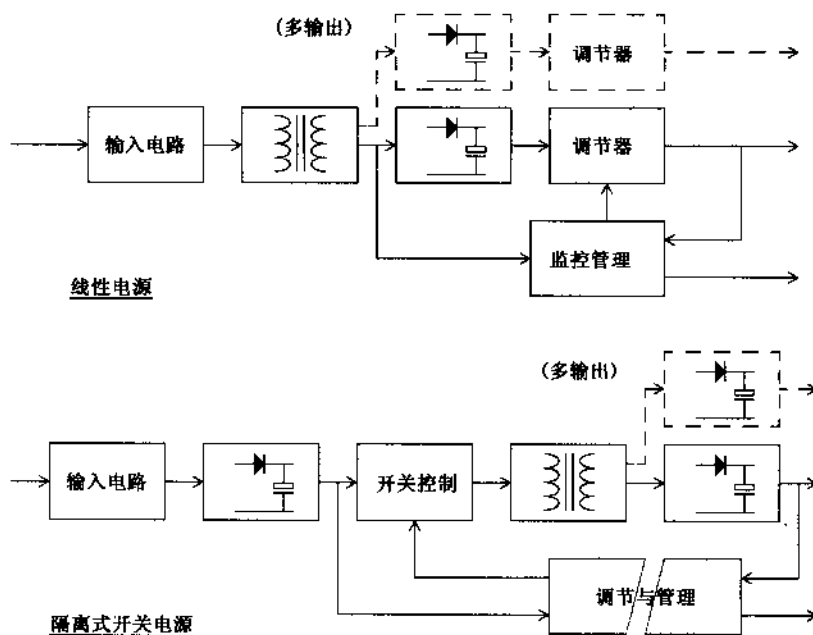 (多输出)
调节器
输入电路
调节器
监控管理
线性电源
(多输出)
输入电路
开关控制
调节与管理
隔离式开关电源